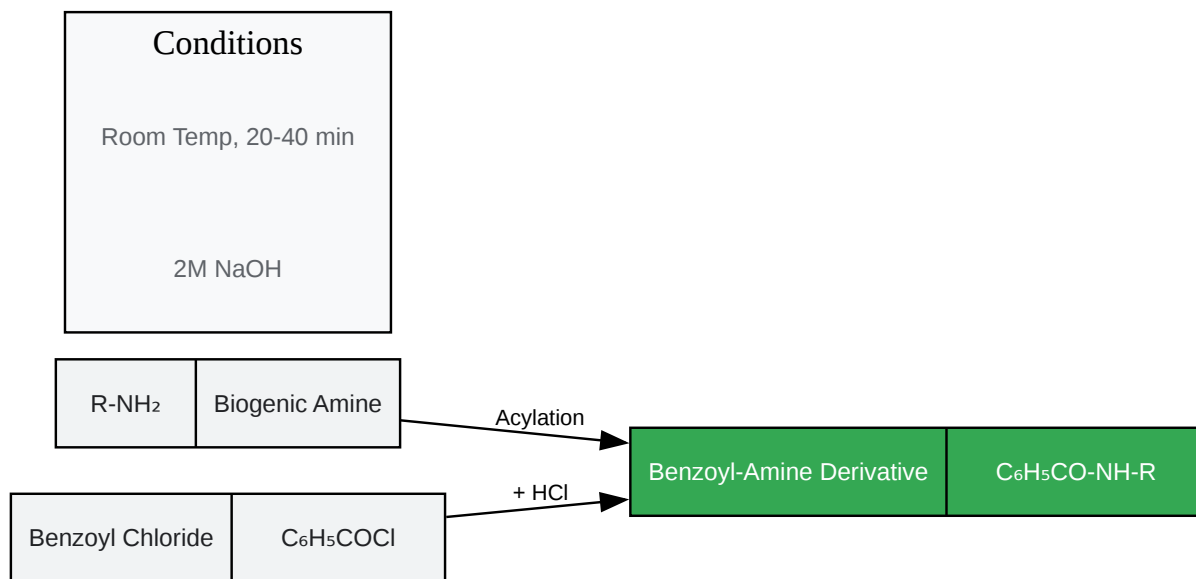 Conditions
Room Temp, 20-40 min
2M NaOH
R-NH₂
Biogenic Amine
Acylation
Benzoyl-Amine Derivative
C₆H₅CO-NH-R
+ HCl
Benzoyl Chloride
C₆H₅COCl